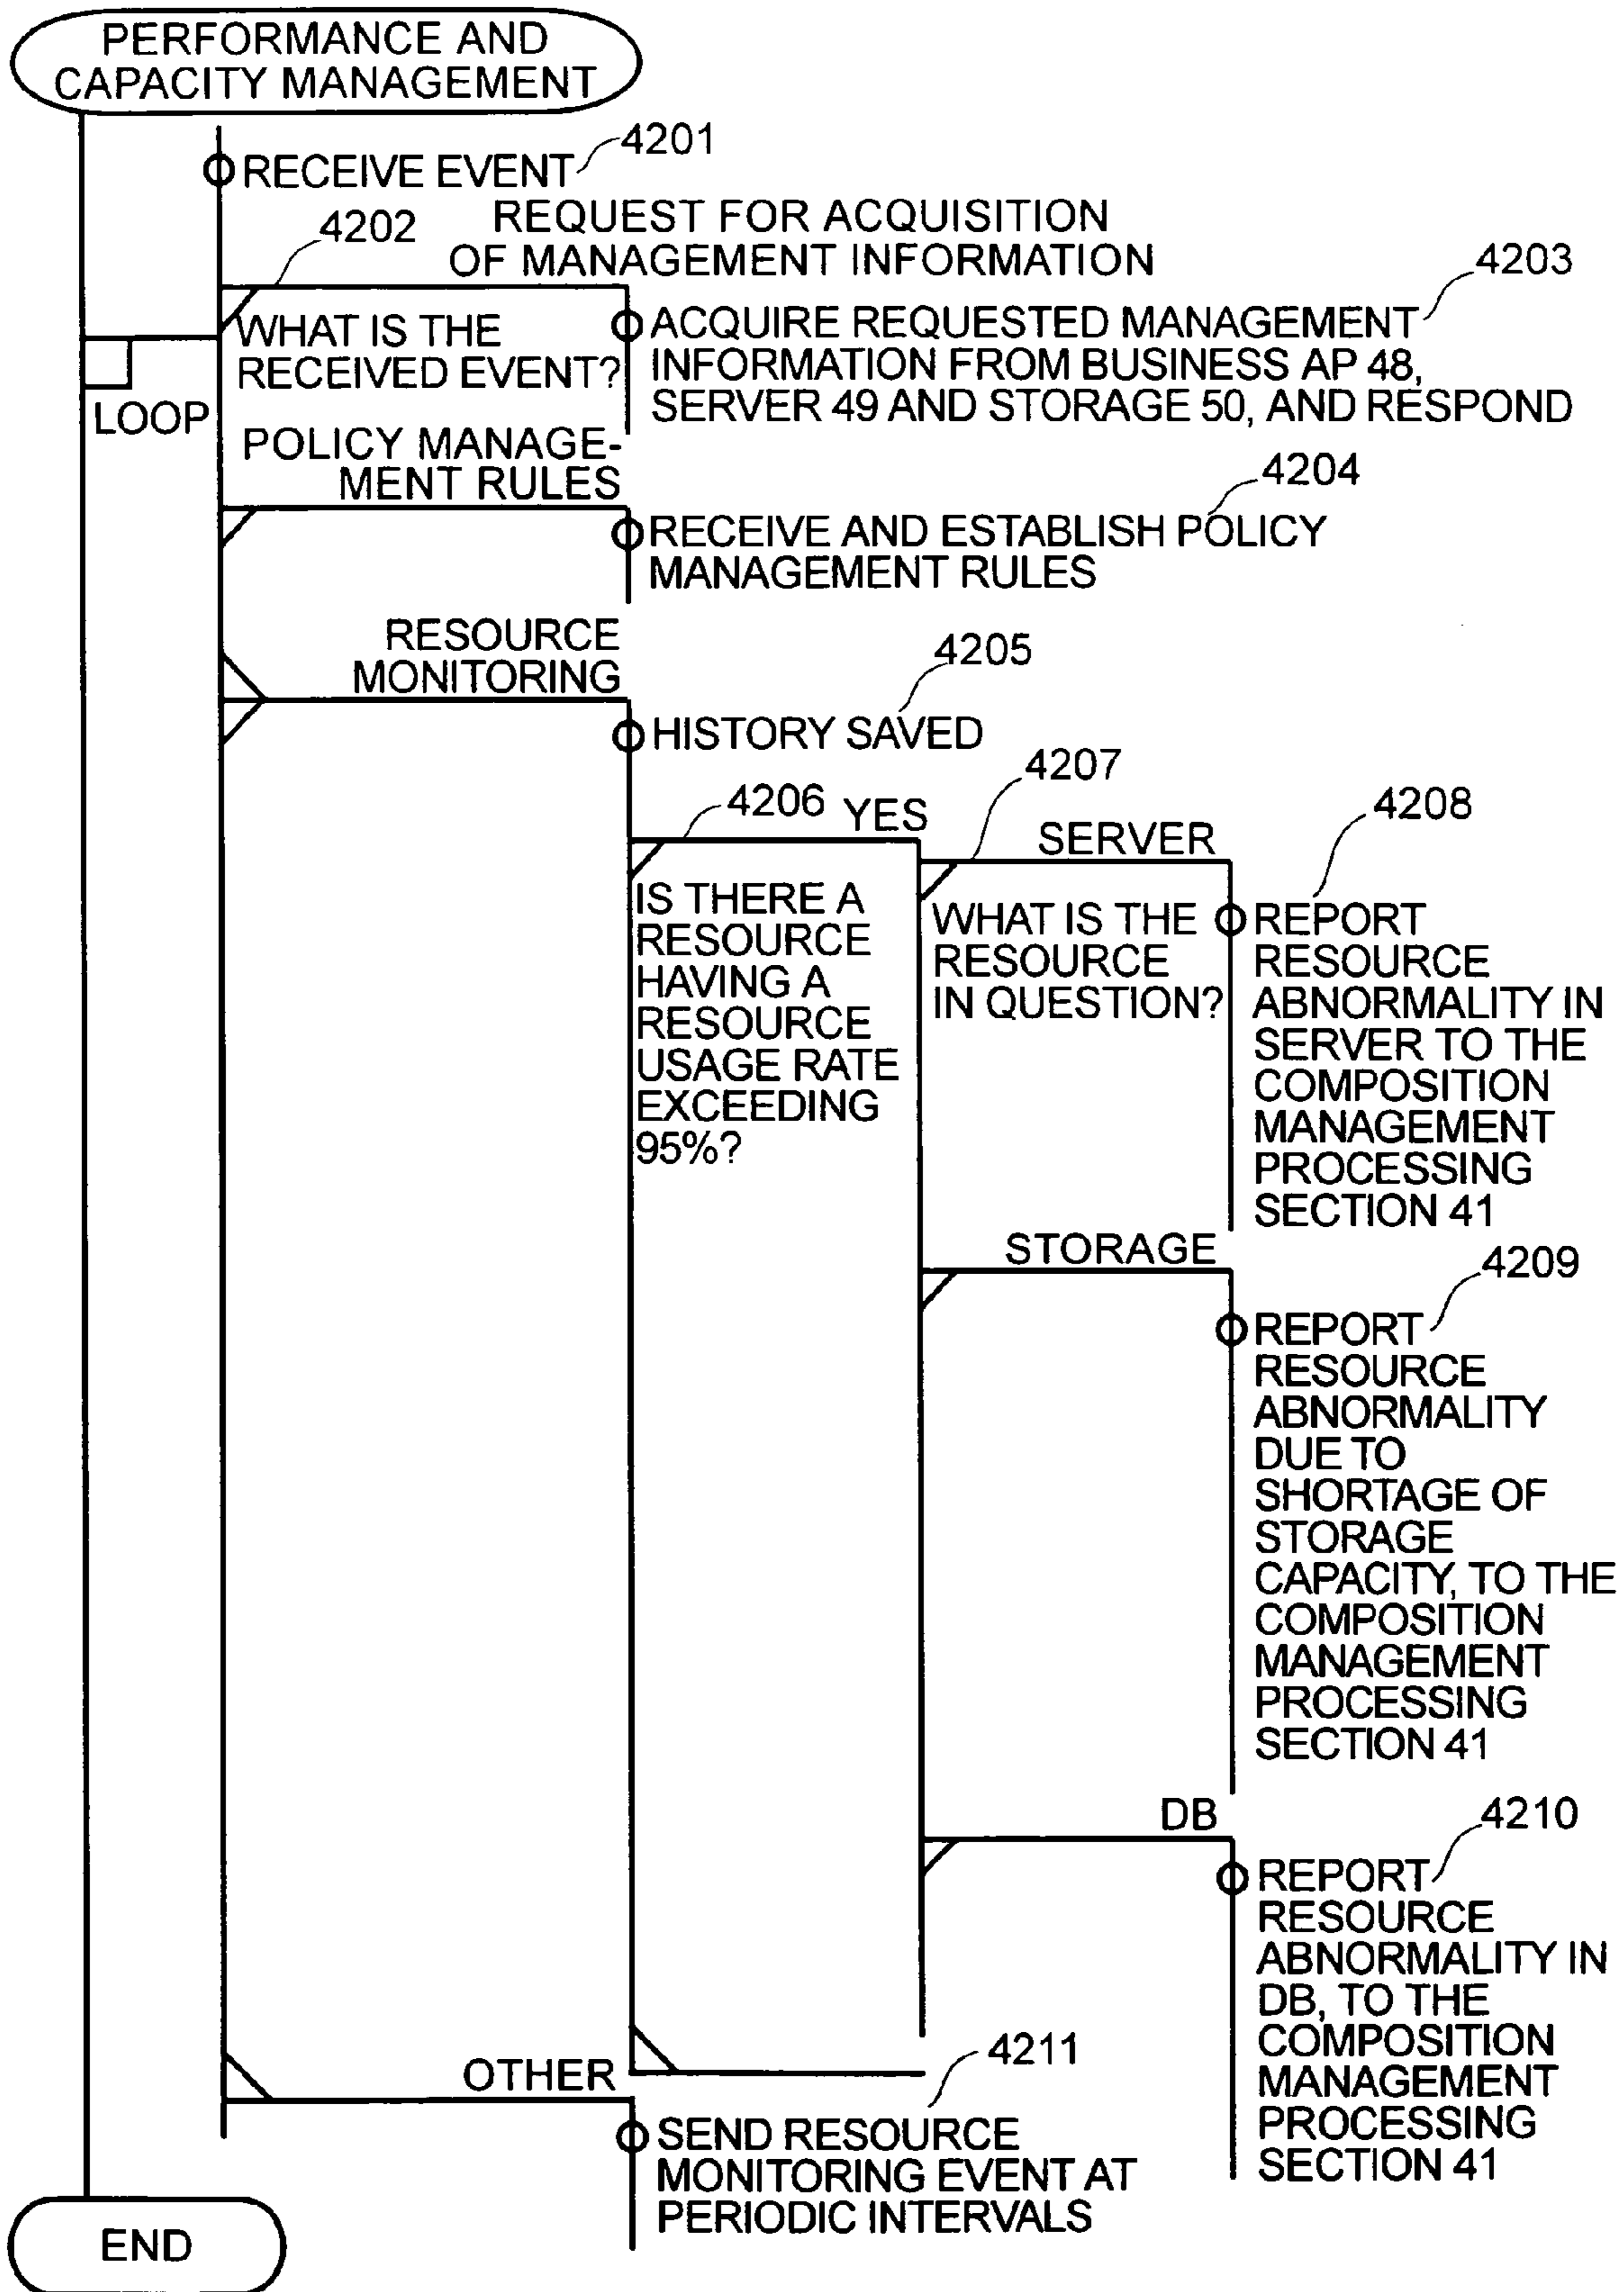 PERFORMANCE AND
CAPACITY MANAGEMENT
4201
RECEIVE EVENT
4202
REQUEST FOR ACQUISITION
OF MANAGEMENT INFORMATION
4203
WHAT IS THE
RECEIVED EVENT?
ACQUIRE REQUESTED MANAGEMENT
INFORMATION FROM BUSINESS AP 48,
SERVER 49 AND STORAGE 50, AND RESPOND
LOOP
POLICY MANAGE-
MENT RULES
4204
RECEIVE AND ESTABLISH POLICY
MANAGEMENT RULES
RESOURCE
MONITORING
4205
HISTORY SAVED
4206
YES
4207
SERVER
4208
IS THERE A
RESOURCE
HAVING A
RESOURCE
USAGE RATE
EXCEEDING
95%?
WHAT IS THE
RESOURCE
IN QUESTION?
REPORT
RESOURCE
ABNORMALITY IN
SERVER TO THE
COMPOSITION
MANAGEMENT
PROCESSING
SECTION 41
STORAGE
4209
REPORT
RESOURCE
ABNORMALITY
DUE TO
SHORTAGE OF
STORAGE
CAPACITY, TO THE
COMPOSITION
MANAGEMENT
PROCESSING
SECTION 41
DB
4210
REPORT
RESOURCE
ABNORMALITY IN
DB, TO THE
COMPOSITION
MANAGEMENT
PROCESSING
SECTION 41
OTHER
4211
SEND RESOURCE
MONITORING EVENT AT
PERIODIC INTERVALS
END